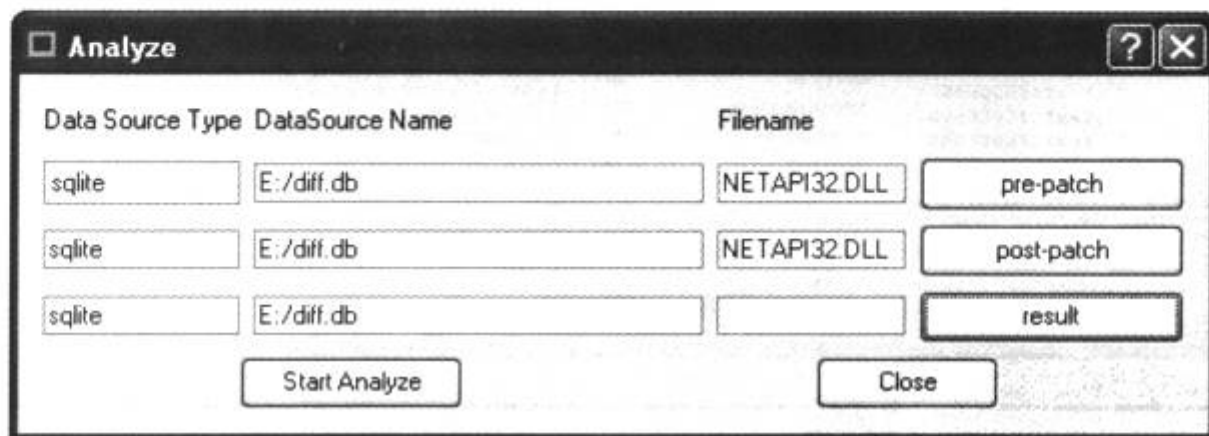 Analyze
? X
Data Source Type DataSource Name Filename
sqlite E:/diff.db NETAPI32.DLL pre-patch
sqlite E:/diff.db NETAPI32.DLL post-patch
sqlite E:/diff.db result
Start Analyze Close